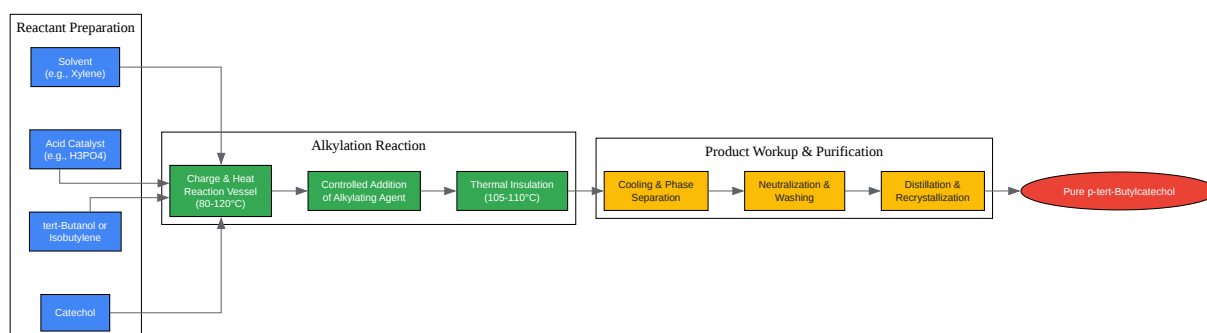 Reactant Preparation
Solvent
(e.g., Xylene)
Acid Catalyst
(e.g., H3PO4)
tert-Butanol or
Isobutylene
Catechol
Alkylation Reaction
Charge & Heat
Reaction Vessel
(80-120°C)
Controlled Addition
of Alkylating Agent
Thermal Insulation
(105-110°C)
Product Workup & Purification
Cooling & Phase
Separation
Neutralization &
Washing
Distillation &
Recrystallization
Pure p-tert-Butylcatechol